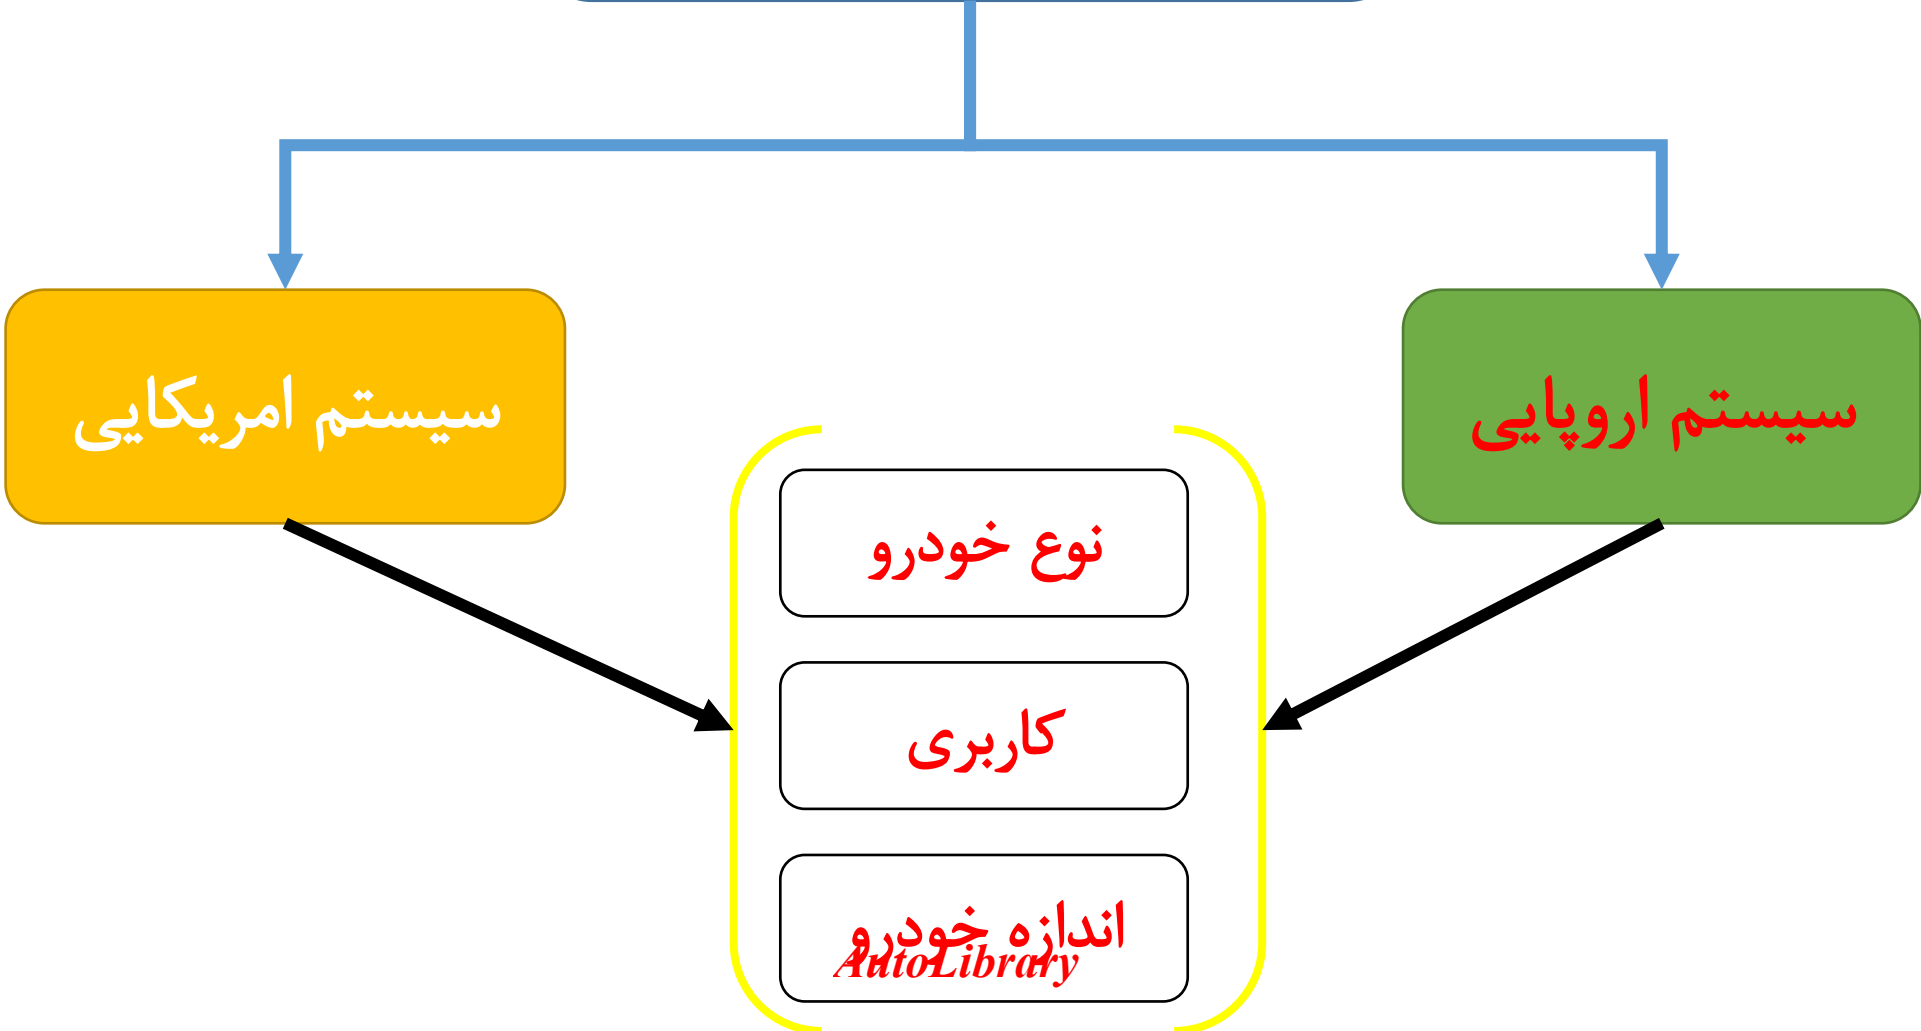 سیستم اروپایی
سیستم امریکایی
نوع خودرو
کاربری
اندازه خودرو
AutoLibrary